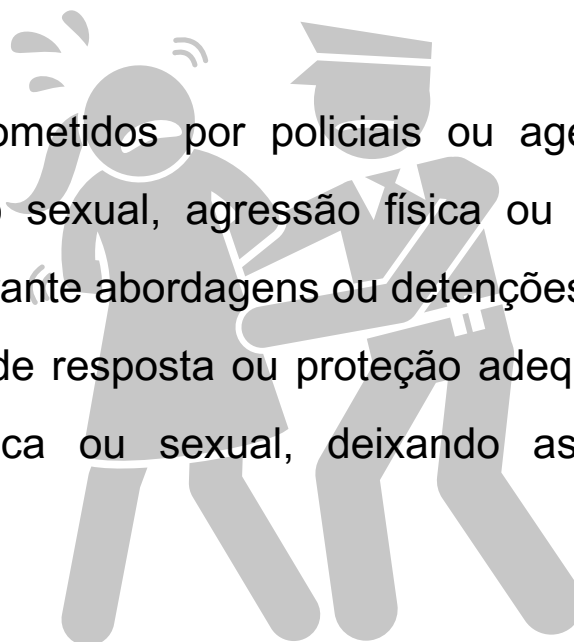 ometidos por policiais ou age
sexual, agressão física ou
ante abordagens ou detenções
de resposta ou proteção adeq
ica ou sexual, deixando as